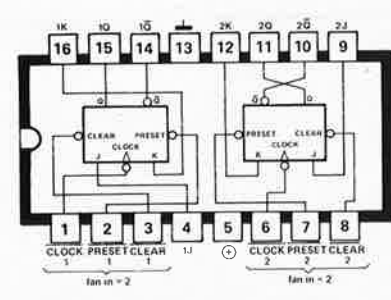 1K 1Q 1Q̅ 2K 2Q 2Q̅ 2J
16 15 14 13 12 11 10 9
Q Q̅ Q̅ Q
CLEAR PRESET PRESET CLEAR
CLOCK CLOCK
J K K J
1 2 3 4 5 6 7 8
CLOCK PRESET CLEAR 1J + CLOCK PRESET CLEAR
1 1 1 2 2 2
fan in = 2 fan in = 2